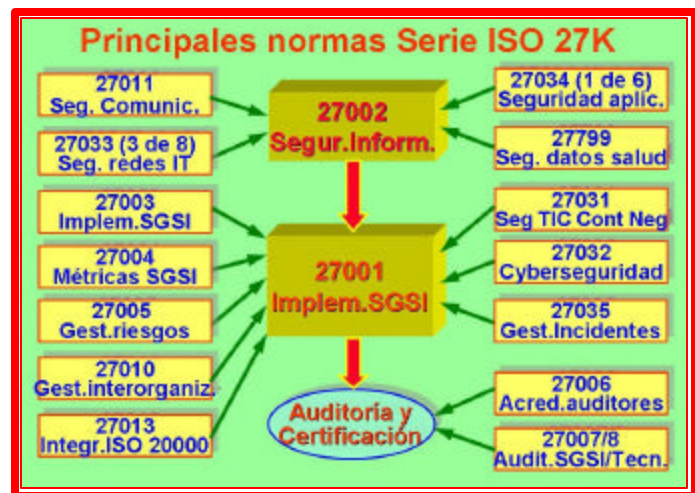 Principales normas Serie ISO 27K
27011
Seg. Comunic.
27033 (3 de 8)
Seg. redes IT
27003
Implem.SGSI
27004
Métricas SGSI
27005
Gest.riesgos
27010
Gest.interorganiz.
27013
Integr.ISO 20000
27002
Segur.Inform.
27001
Implem.SGSI
Auditoría y
Certificación
27034 (1 de 6)
Seguridad aplic.
27799
Seg. datos salud
27031
Seg TIC Cont Neg
27032
Cyberseguridad
27035
Gest.Incidentes
27006
Acred.auditores
27007/8
Audit.SGSI/Tecn.